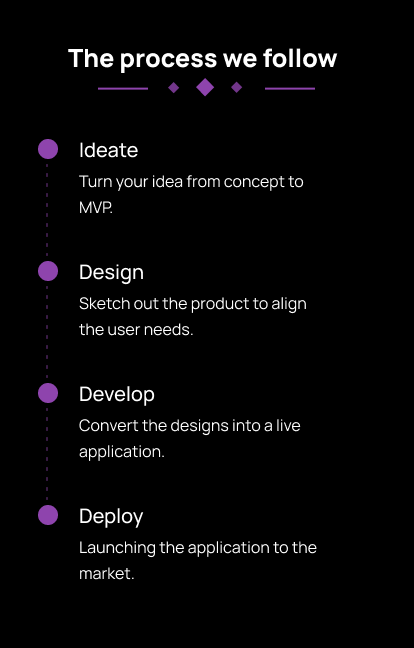 The process we follow
Ideate
Turn your idea from concept to
MVP.
Design
Sketch out the product to align
the user needs.
Develop
Convert the designs into a live
application.
Deploy
Launching the application to the
market.